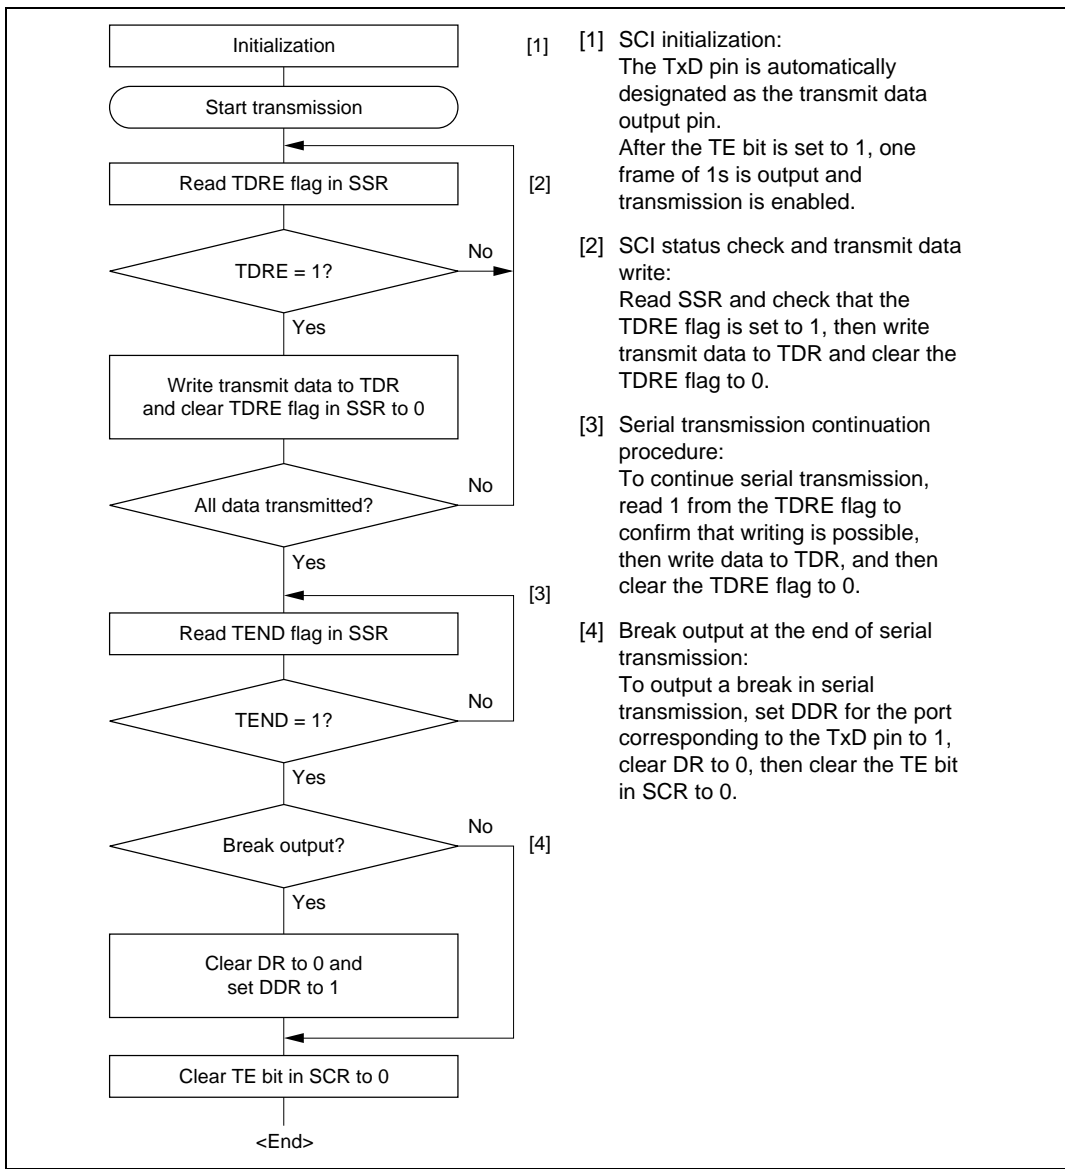 Initialization
[1]
Start transmission
Read TDRE flag in SSR
[2]
TDRE = 1?
No
Yes
Write transmit data to TDR
and clear TDRE flag in SSR to 0
All data transmitted?
No
Yes
[3]
Read TEND flag in SSR
TEND = 1?
No
Yes
Break output?
No
[4]
Yes
Clear DR to 0 and
set DDR to 1
Clear TE bit in SCR to 0
<End>
[1] SCI initialization:
The TxD pin is automatically
designated as the transmit data
output pin.
After the TE bit is set to 1, one
frame of 1s is output and
transmission is enabled.
[2] SCI status check and transmit data
write:
Read SSR and check that the
TDRE flag is set to 1, then write
transmit data to TDR and clear the
TDRE flag to 0.
[3] Serial transmission continuation
procedure:
To continue serial transmission,
read 1 from the TDRE flag to
confirm that writing is possible,
then write data to TDR, and then
clear the TDRE flag to 0.
[4] Break output at the end of serial
transmission:
To output a break in serial
transmission, set DDR for the port
corresponding to the TxD pin to 1,
clear DR to 0, then clear the TE bit
in SCR to 0.